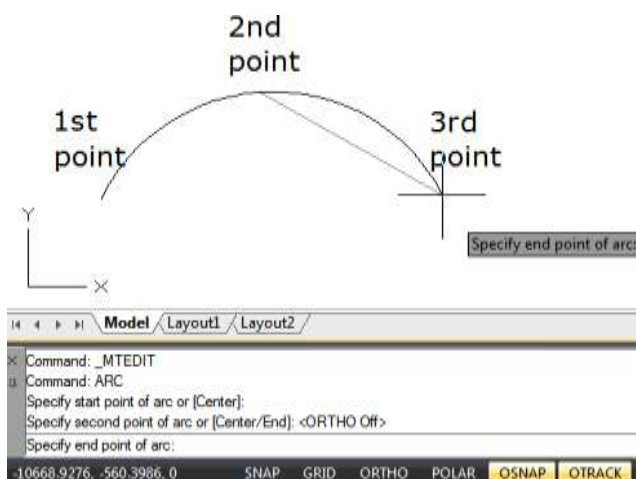 2nd
point
1st
point
3rd
point
Y
Specify end point of arc:
X
Model Layout1 Layout2
Command: _MTEDIT
Command: ARC
Specify start point of arc or [Center]:
Specify second point of arc or [Center/End]: <ORTHO Off>
Specify end point of arc:
-10668.9276, -560.3986, 0 SNAP GRID ORTHO POLAR OSNAP OTRACK